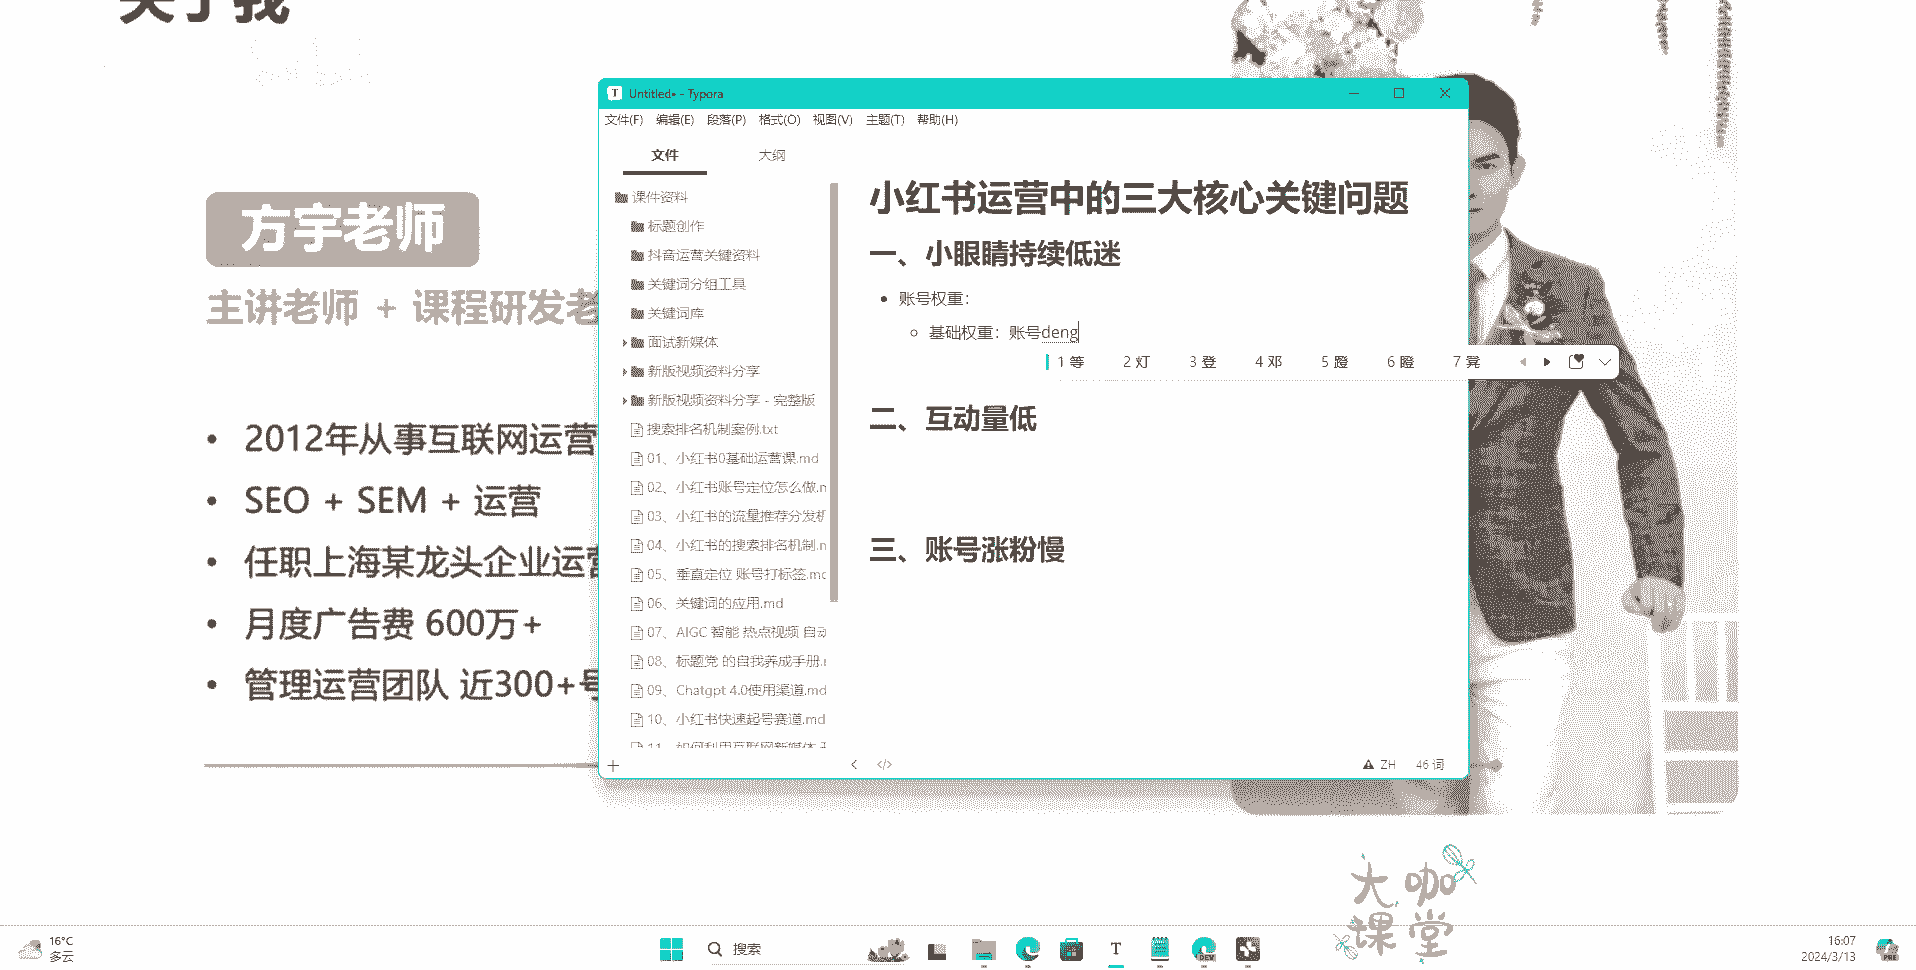 关于我
方宇老师
主讲老师 + 课程研发老
2012年从事互联网运营
SEO + SEM + 运营
任职上海某龙头企业运营
月度广告费 600万+
管理运营团队 近300+号
Untitled• - Typora
文件(F) 编辑(E) 段落(P) 格式(O) 视图(V) 主题(T) 帮助(H)
文件 大纲
课件资料
标题创作
抖音运营关键资料
关键词分组工具
关键词库
面试新媒体
新版视频资料分享
新版视频资料分享 - 完整版
搜索排名机制案例.txt
01、小红书0基础运营课.md
02、小红书账号定位怎么做.m
03、小红书的流量推荐分发机
04、小红书的搜索排名机制.m
05、垂直定位 账号打标签.md
06、关键词的应用.md
07、AIGC 智能 热点视频 自动
08、标题党 的自我养成手册.m
09、Chatgpt 4.0使用渠道.md
10、小红书快速起号赛道.md
11、如何利用互联网新媒体
小红书运营中的三大核心关键问题
一、小眼睛持续低迷
账号权重：
基础权重：账号deng
1 等 2 灯 3 登 4 邓 5 蹬 6 瞪 7 凳
二、互动量低
三、账号涨粉慢
ZH 46 词
大咖
课堂
16°C
多云
搜索
T
DEV
16:07
2024/3/13
PRE